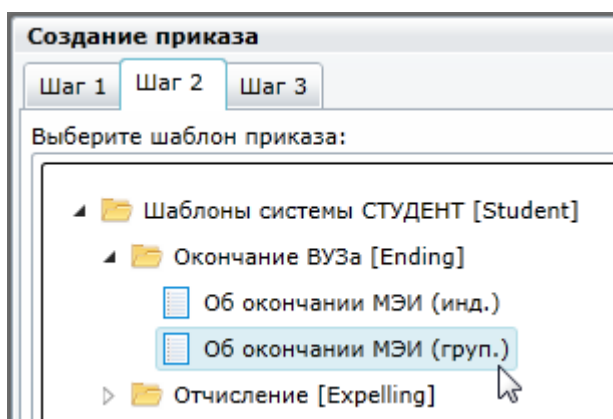 Создание приказа
Шаг 1 Шаг 2 Шаг 3
Выберите шаблон приказа:
Шаблоны системы СТУДЕНТ [Student]
Окончание ВУЗа [Ending]
Об окончании МЭИ (инд.)
Об окончании МЭИ (груп.)
Отчисление [Expelling]